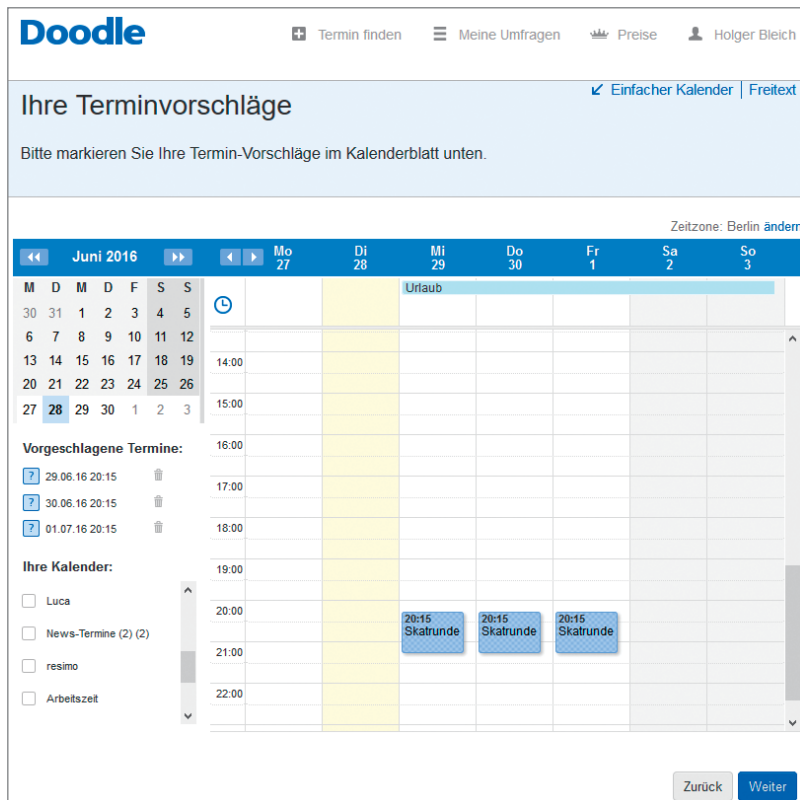 Doodle
Termin finden
Meine Umfragen
Preise
Holger Bleich
Einfacher Kalender | Freitext
Ihre Terminvorschläge
Bitte markieren Sie Ihre Termin-Vorschläge im Kalenderblatt unten.
Zeitzone: Berlin ändern
Juni 2016
M D M D F S S
30 31 1 2 3 4 5
6 7 8 9 10 11 12
13 14 15 16 17 18 19
20 21 22 23 24 25 26
27 28 29 30 1 2 3
Vorgeschlagene Termine:
? 29.06.16 20:15
? 30.06.16 20:15
? 01.07.16 20:15
Ihre Kalender:
Luca
News-Termine (2) (2)
resimo
Arbeitszeit
Mo Di Mi Do Fr Sa So
27 28 29 30 1 2 3
Urlaub
14:00
15:00
16:00
17:00
18:00
19:00
20:00
20:15 20:15 20:15
Skatrunde Skatrunde Skatrunde
21:00
22:00
Zurück
Weiter